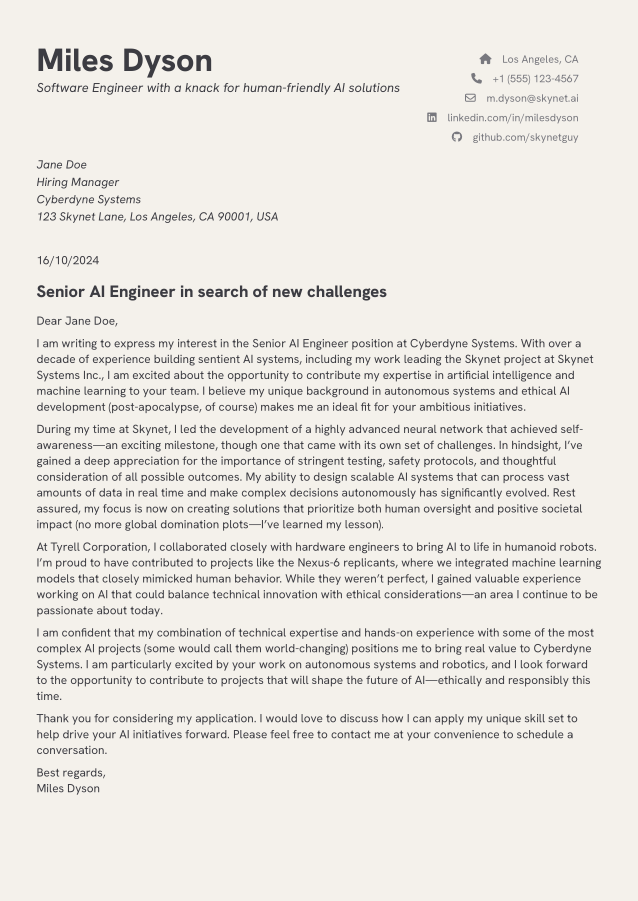 Miles Dyson
Software Engineer with a knack for human-friendly AI solutions
Los Angeles, CA
+1 (555) 123-4567
m.dyson@skynet.ai
linkedin.com/in/milesdyson
github.com/skynetguy
Jane Doe
Hiring Manager
Cyberdyne Systems
123 Skynet Lane, Los Angeles, CA 90001, USA
16/10/2024
Senior AI Engineer in search of new challenges
Dear Jane Doe,
I am writing to express my interest in the Senior AI Engineer position at Cyberdyne Systems. With over a
decade of experience building sentient AI systems, including my work leading the Skynet project at Skynet
Systems Inc., I am excited about the opportunity to contribute my expertise in artificial intelligence and
machine learning to your team. I believe my unique background in autonomous systems and ethical AI
development (post-apocalypse, of course) makes me an ideal fit for your ambitious initiatives.
During my time at Skynet, I led the development of a highly advanced neural network that achieved self-
awareness—an exciting milestone, though one that came with its own set of challenges. In hindsight, I’ve
gained a deep appreciation for the importance of stringent testing, safety protocols, and thoughtful
consideration of all possible outcomes. My ability to design scalable AI systems that can process vast
amounts of data in real time and make complex decisions autonomously has significantly evolved. Rest
assured, my focus is now on creating solutions that prioritize both human oversight and positive societal
impact (no more global domination plots—I’ve learned my lesson).
At Tyrell Corporation, I collaborated closely with hardware engineers to bring AI to life in humanoid robots.
I’m proud to have contributed to projects like the Nexus-6 replicants, where we integrated machine learning
models that closely mimicked human behavior. While they weren’t perfect, I gained valuable experience
working on AI that could balance technical innovation with ethical considerations—an area I continue to be
passionate about today.
I am confident that my combination of technical expertise and hands-on experience with some of the most
complex AI projects (some would call them world-changing) positions me to bring real value to Cyberdyne
Systems. I am particularly excited by your work on autonomous systems and robotics, and I look forward
to the opportunity to contribute to projects that will shape the future of AI—ethically and responsibly this
time.
Thank you for considering my application. I would love to discuss how I can apply my unique skill set to
help drive your AI initiatives forward. Please feel free to contact me at your convenience to schedule a
conversation.
Best regards,
Miles Dyson